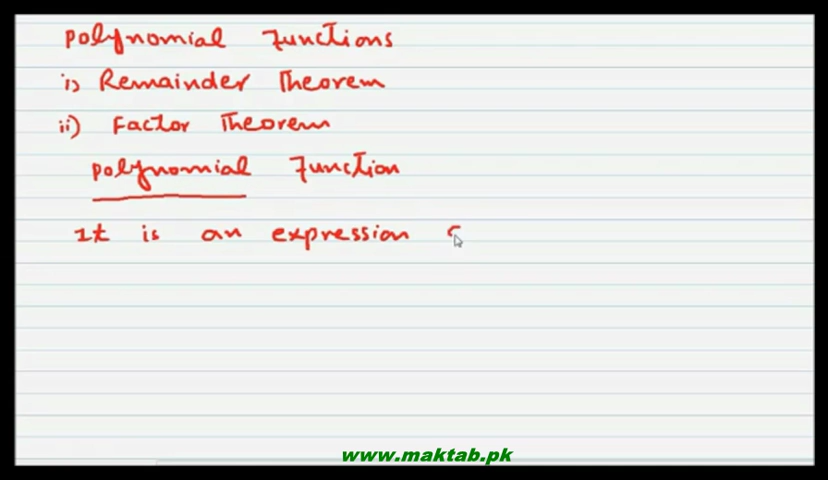 polynomial Functions
i) Remainder Theorem
ii) Factor Theorem
polynomial Function
It is an expression
www.maktab.pk